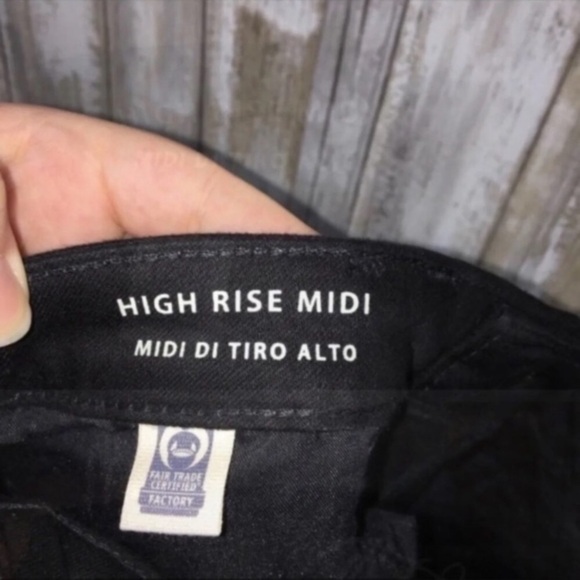 HIGH RISE MIDI
MIDI DI TIRO ALTO
FAIR TRADE
CERTIFIED
FACTORY